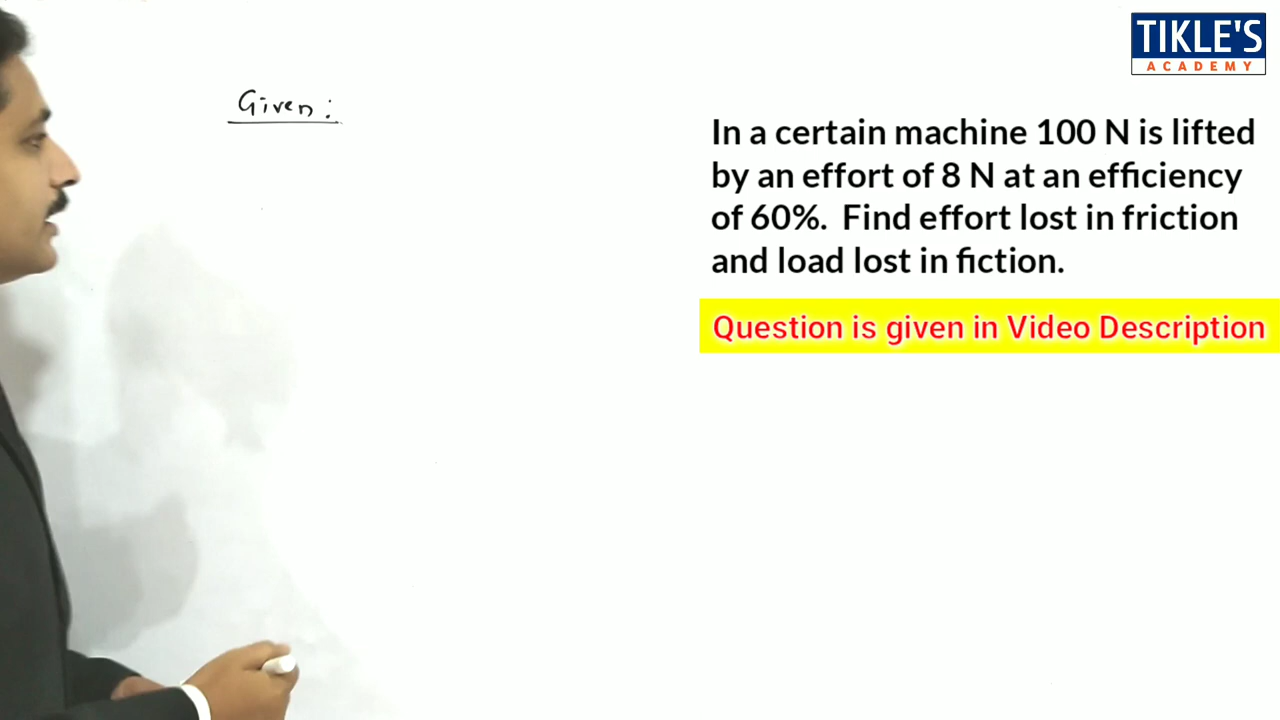 TIKLE'S
ACADEMY
Given:
In a certain machine 100 N is lifted
by an effort of 8 N at an efficiency
of 60%. Find effort lost in friction
and load lost in fiction.
Question is given in Video Description